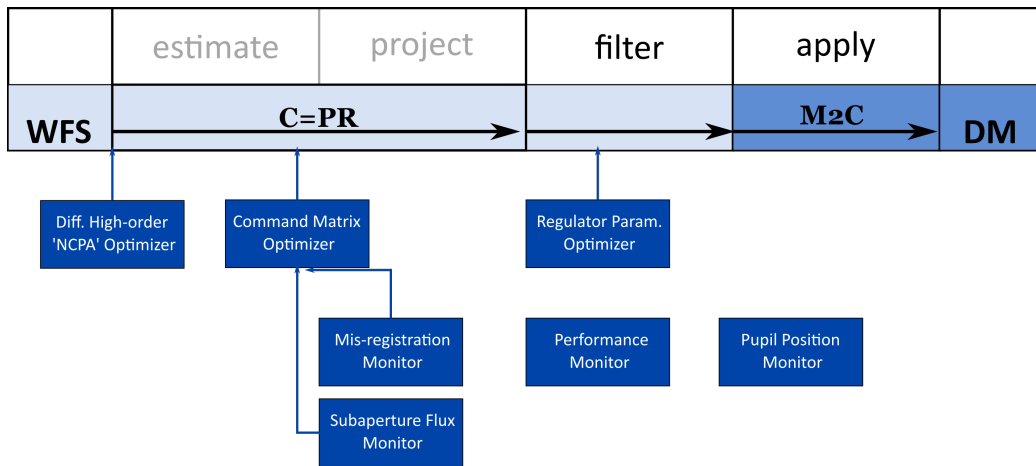 estimate project filter apply
WFS C=PR M2C DM
Diff. High-order
'NCPA' Optimizer
Command Matrix
Optimizer
Regulator Param.
Optimizer
Mis-registration
Monitor
Performance
Monitor
Pupil Position
Monitor
Subaperture Flux
Monitor